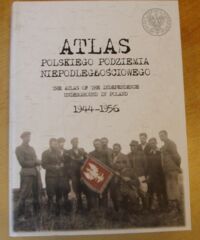 ATLAS
POLSKIEGO PODZIEMIA
NIEPODLEGŁOŚCIOWEGO
THE ATLAS OF THE INDEPENDENCE
UNDERGROUND IN POLAND
1944-1956